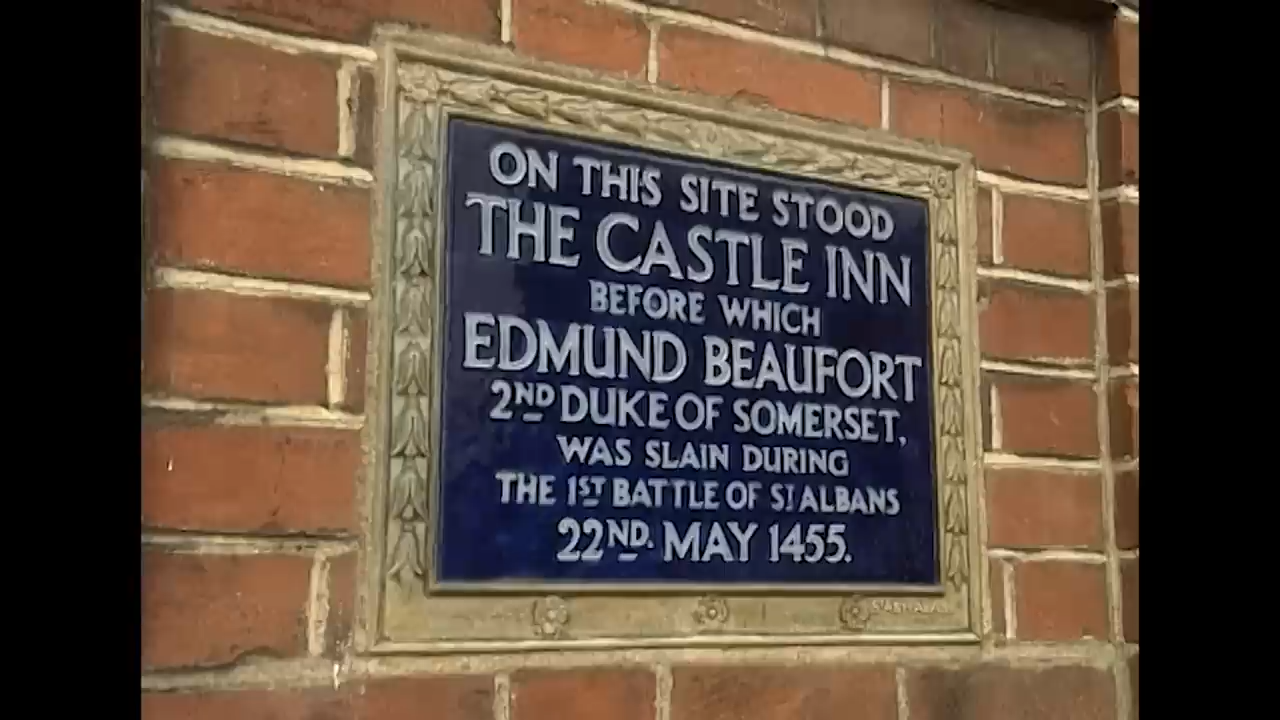 ON THIS SITE STOOD
THE CASTLE INN
BEFORE WHICH
EDMUND BEAUFORT
2ND DUKE OF SOMERSET,
WAS SLAIN DURING
THE 1ST BATTLE OF ST ALBANS
22ND. MAY 1455.